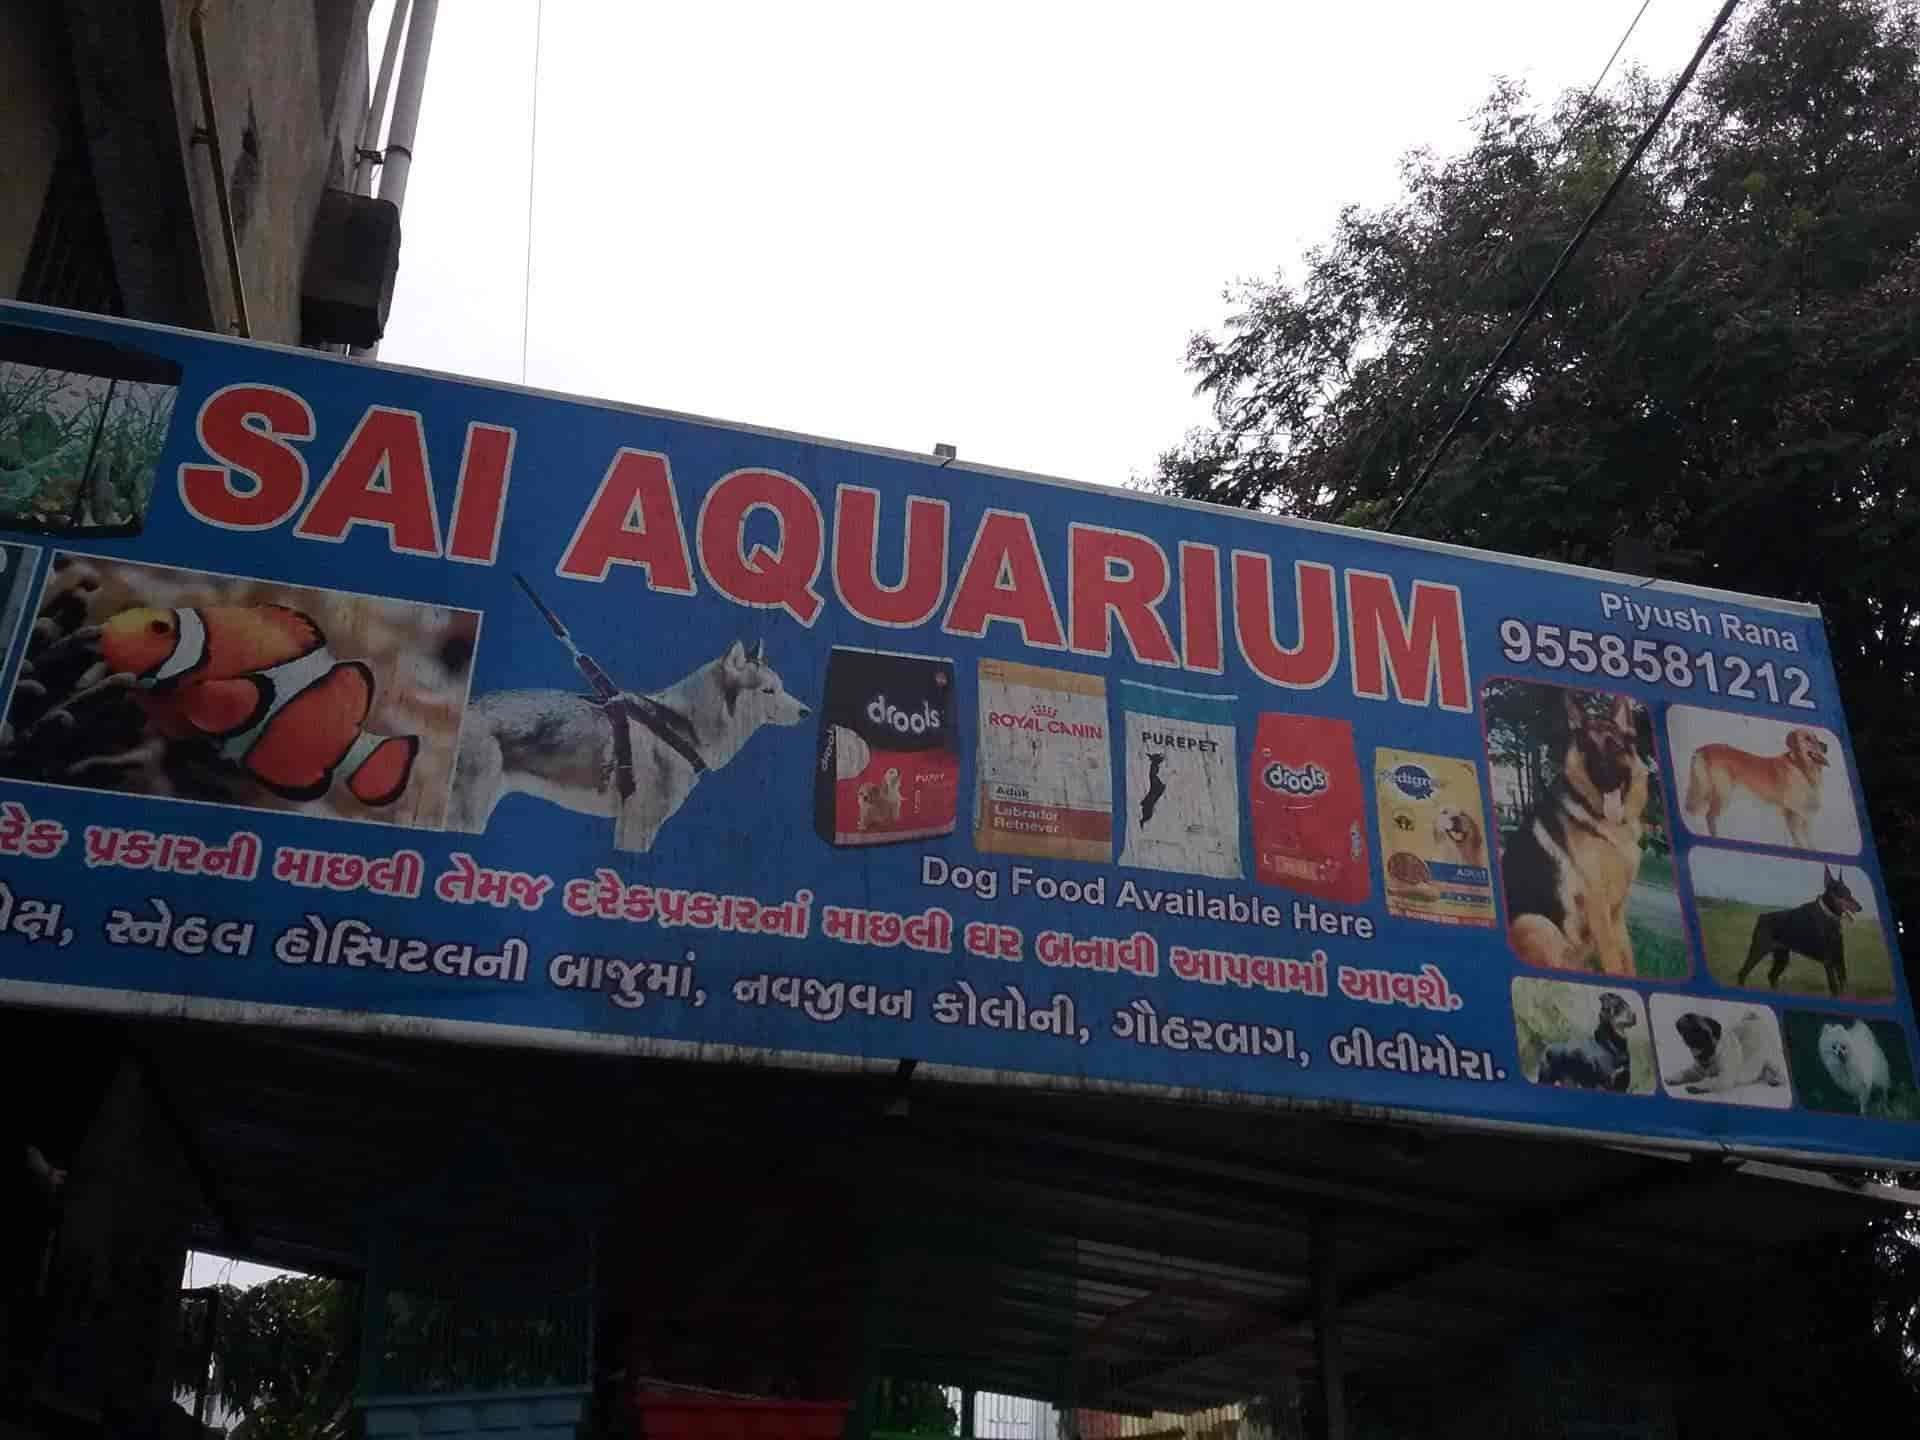 SAI AQUARIUM
Piyush Rana
9558581212
drools
PUPPY
ROYAL CANIN
Adult
Labrador
Retriever
PUREPET
drools
Pedigree
ADULT
Dog Food Available Here
પ્રકારની માછલી તેમજ દરેકપ્રકારનાં માછલી ઘર બનાવી આપવામાં આવશે.
સ્નેહલ હોસ્પિટલની બાજુમાં, નવજીવન કોલોની, ગૌહરબાગ, બીલીમોરા.